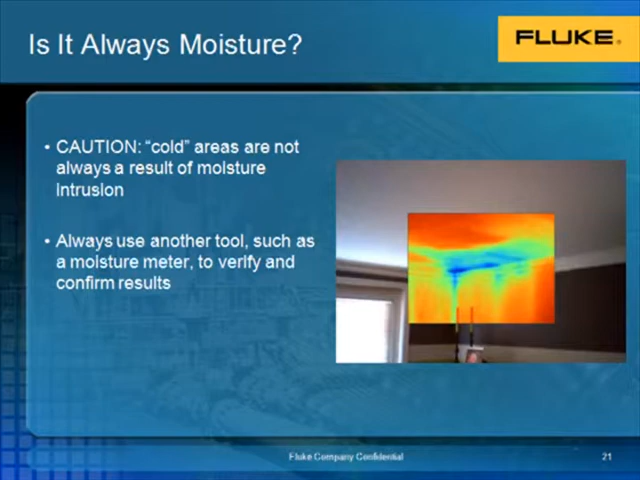 Is It Always Moisture?
FLUKE®
• CAUTION: “cold” areas are not
always a result of moisture
intrusion
• Always use another tool, such as
a moisture meter, to verify and
confirm results
Fluke Company Confidential
21